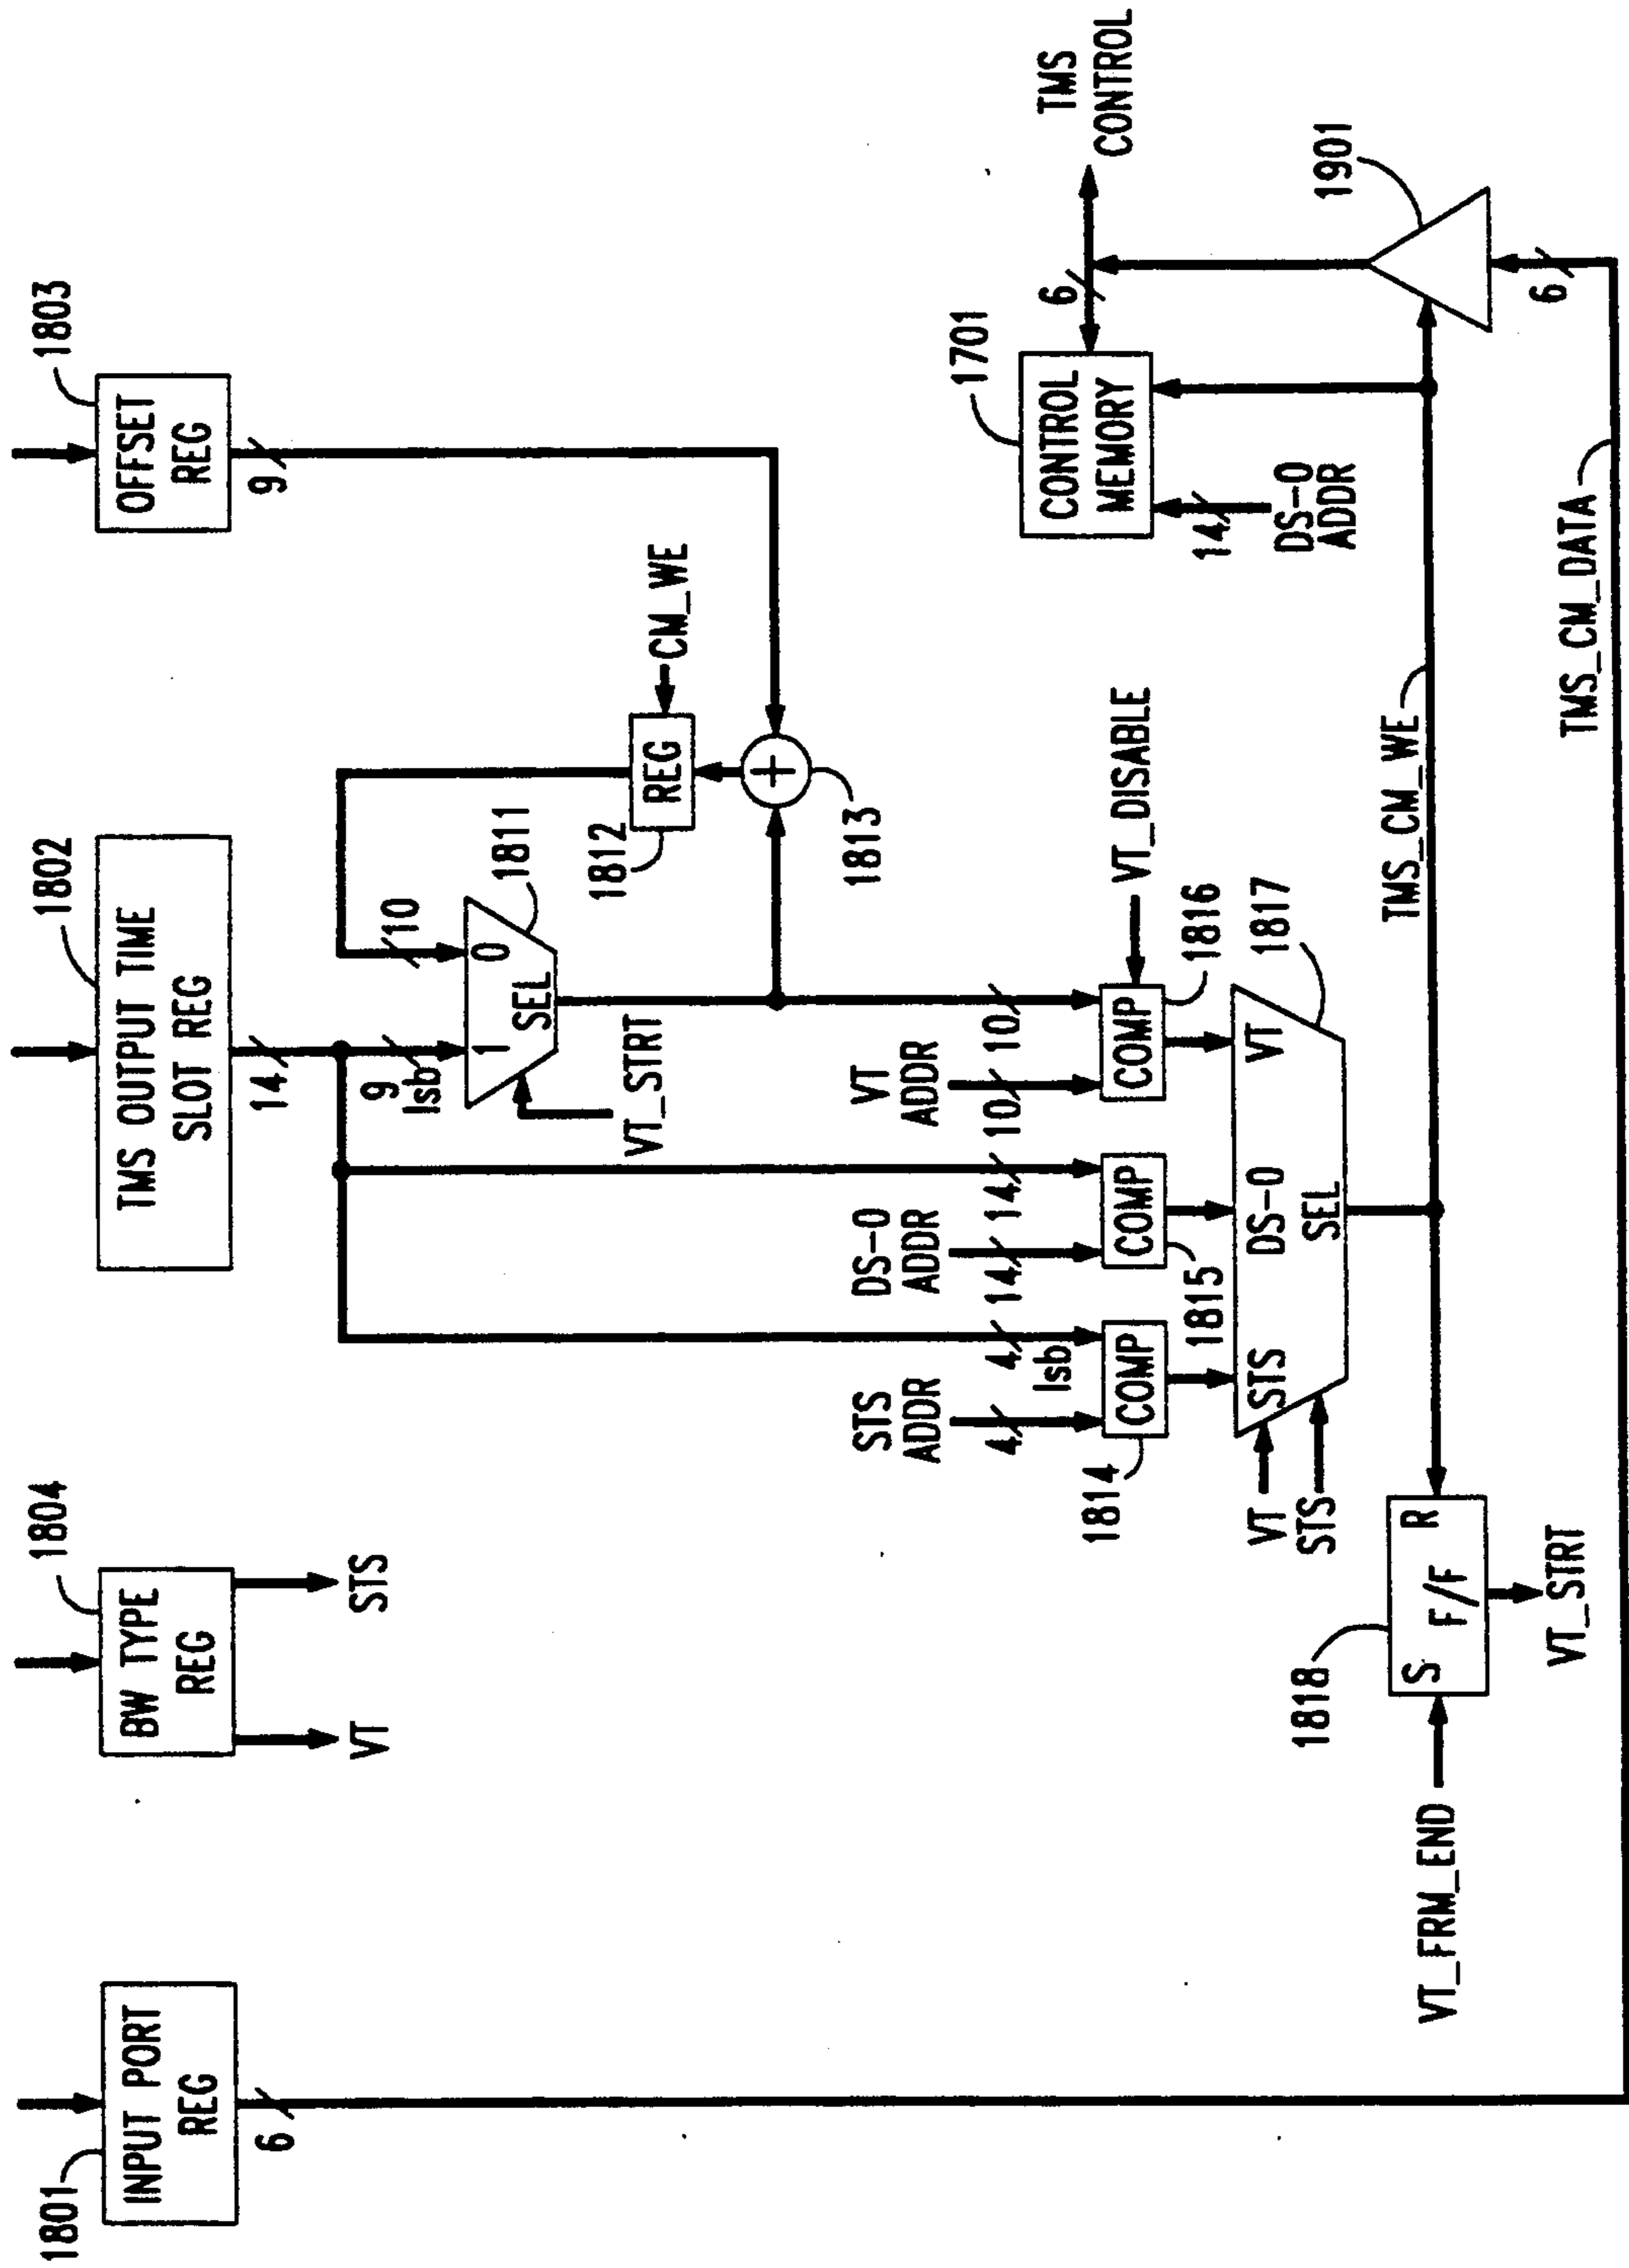 1801
INPUT PORT
REG
6
1804
BW TYPE
REG
VT
STS
1802
TMS OUTPUT TIME
SLOT REG
14
9
lsb
10
1
0
SEL
1811
VT_STRT
1803
OFFSET
REG
9
1812
REG
CM_WE
+
1813
STS
ADDR
4
4
lsb
DS-0
ADDR
14
14
VT
ADDR
10
10
VT_DISABLE
1814
COMP
1815
COMP
COMP
1816
VT
STS
STS
DS-0
VT
SEL
1817
1818
S
R
F/F
VT_FRM_END
VT_STRT
1701
CONTROL
MEMORY
14
DS-0
ADDR
6
TMS
CONTROL
1901
6
TMS_CM_WE
TMS_CM_DATA